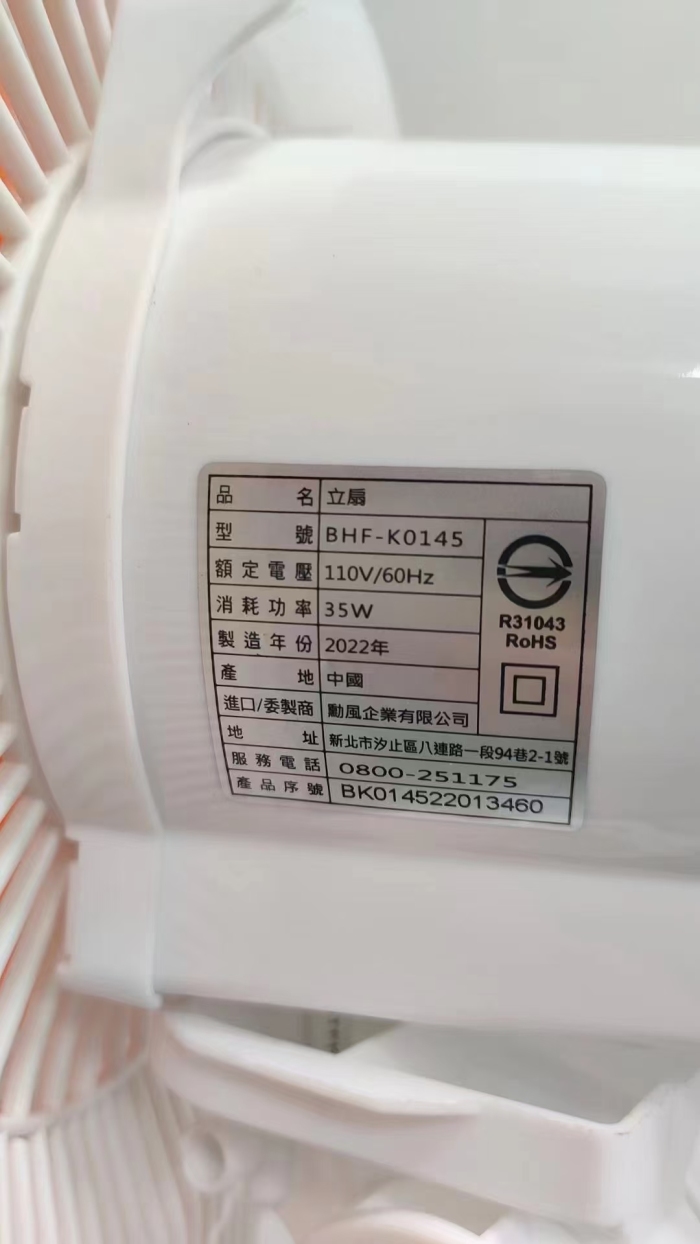 品名 立扇
型號 BHF-K0145
額定電壓 110V/60Hz
消耗功率 35W
製造年份 2022年
產地 中國
進口/委製商 勳風企業有限公司
地址 新北市汐止區八連路一段94巷2-1號
服務電話 0800-251175
產品序號 BK014522013460
R31043
RoHS